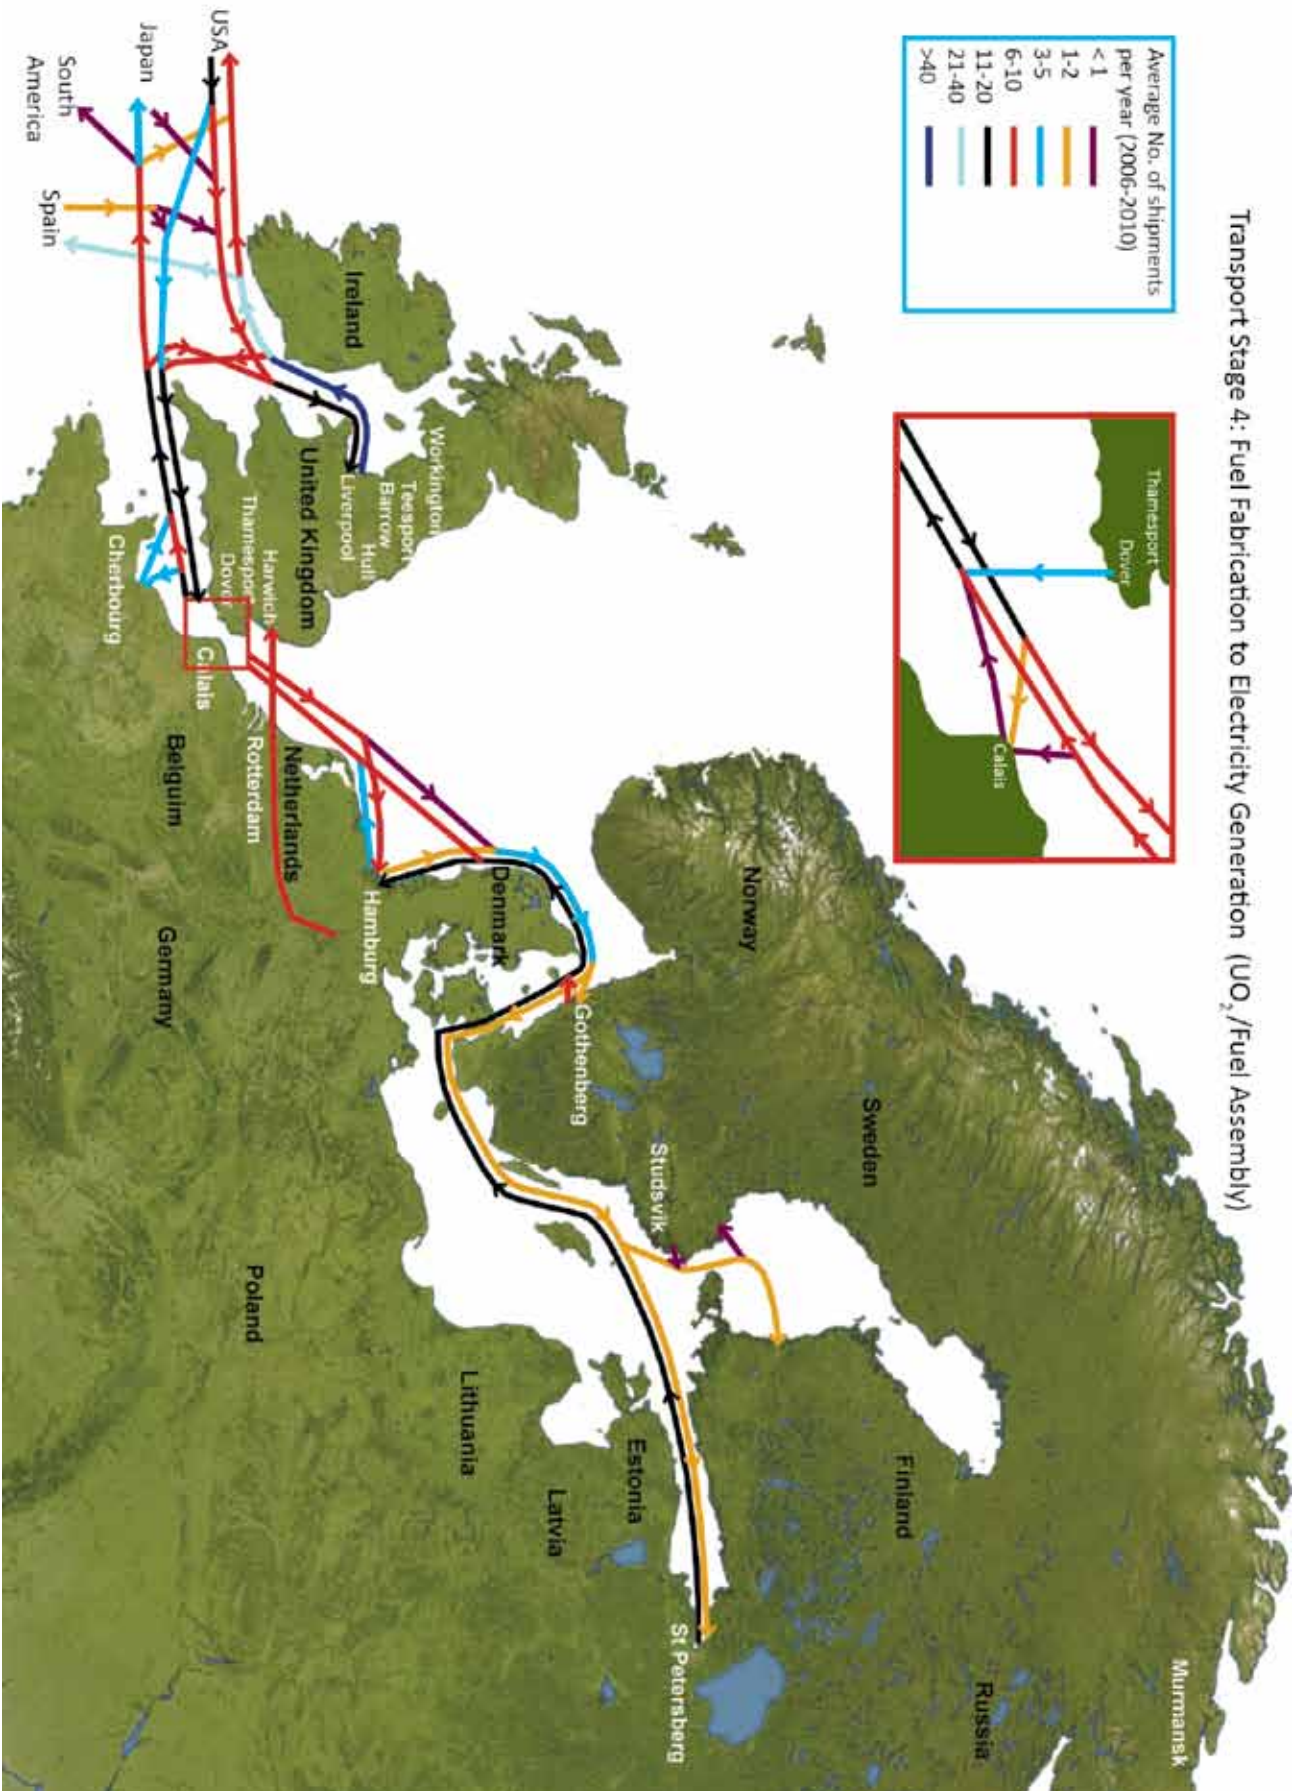 Transport Stage 4: Fuel Fabrication to Electricity Generation (UO2/Fuel Assembly)
Average No. of shipments
per year (2006-2010)
<1
1-2
3-5
6-10
11-20
21-40
>40
Thamesport
Dover
Calais
USA
Japan
South
America
Spain
Ireland
United Kingdom
Workington
Teesport
Barrow
Hull
Liverpool
Harwich
Thamesport
Dover
Cherbourg
Calais
Belguim
Netherlands
Rotterdam
Germany
Hamburg
Denmark
Norway
Sweden
Gothenberg
Studsvik
Poland
Lithuania
Latvia
Estonia
Finland
St Petersberg
Russia
Murmansk